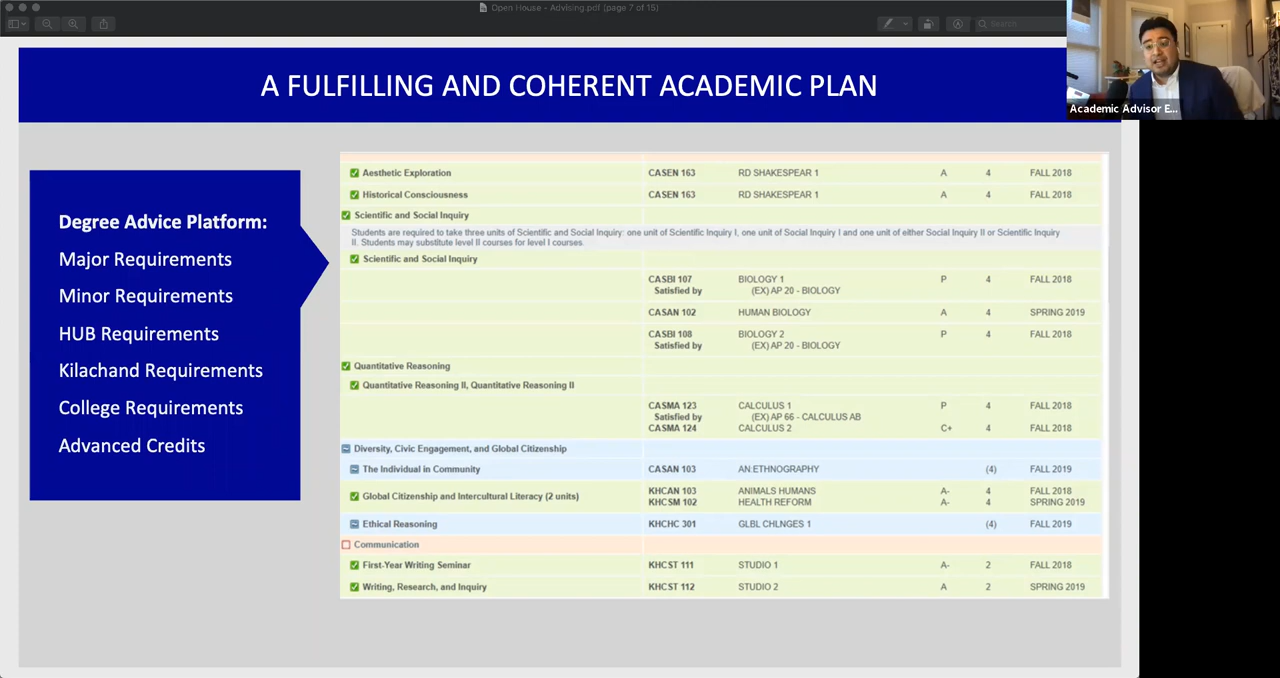 Open House - Advising.pdf (page 7 of 15)
Search
Academic Advisor E...
A FULFILLING AND COHERENT ACADEMIC PLAN
Degree Advice Platform:
Major Requirements
Minor Requirements
HUB Requirements
Kilachand Requirements
College Requirements
Advanced Credits
Aesthetic Exploration CASEN 163 RD SHAKESPEAR 1 A 4 FALL 2018
Historical Consciousness CASEN 163 RD SHAKESPEAR 1 A 4 FALL 2018
Scientific and Social Inquiry
Students are required to take three units of Scientific and Social Inquiry: one unit of Scientific Inquiry I, one unit of Social Inquiry I and one unit of either Social Inquiry II or Scientific Inquiry
II. Students may substitute level II courses for level I courses.
Scientific and Social Inquiry
CASBI 107 BIOLOGY 1 P 4 FALL 2018
Satisfied by (EX) AP 20 - BIOLOGY
CASAN 102 HUMAN BIOLOGY A 4 SPRING 2019
CASBI 108 BIOLOGY 2 P 4 FALL 2018
Satisfied by (EX) AP 20 - BIOLOGY
Quantitative Reasoning
Quantitative Reasoning II, Quantitative Reasoning II
CASMA 123 CALCULUS 1 P 4 FALL 2018
Satisfied by (EX) AP 66 - CALCULUS AB
CASMA 124 CALCULUS 2 C+ 4 FALL 2018
Diversity, Civic Engagement, and Global Citizenship
The Individual in Community CASAN 103 AN:ETHNOGRAPHY (4) FALL 2019
Global Citizenship and Intercultural Literacy (2 units) KHCAN 103 ANIMALS HUMANS A- 4 FALL 2018
KHCSM 102 HEALTH REFORM A- 4 SPRING 2019
Ethical Reasoning KHCHC 301 GLBL CHLNGES 1 (4) FALL 2019
Communication
First-Year Writing Seminar KHCST 111 STUDIO 1 A- 2 FALL 2018
Writing, Research, and Inquiry KHCST 112 STUDIO 2 A 2 SPRING 2019